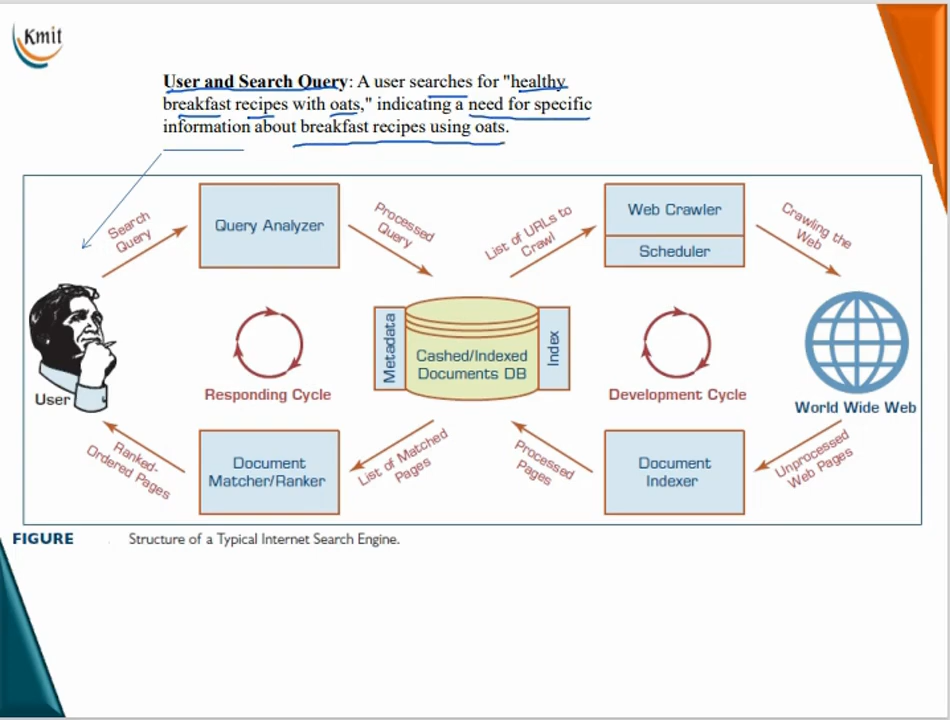 Kmit
User and Search Query: A user searches for "healthy
breakfast recipes with oats," indicating a need for specific
information about breakfast recipes using oats.
Search
Query
Query Analyzer
Processed
Query
List of URLs to
Crawl
Web Crawler
Scheduler
Crawling the
Web
User
Responding Cycle
Metadata
Cashed/Indexed
Documents DB
Index
Development Cycle
World Wide Web
Ranked-
Ordered Pages
Document
Matcher/Ranker
List of Matched
Pages
Processed
Pages
Document
Indexer
Unprocessed
Web Pages
FIGURE
Structure of a Typical Internet Search Engine.